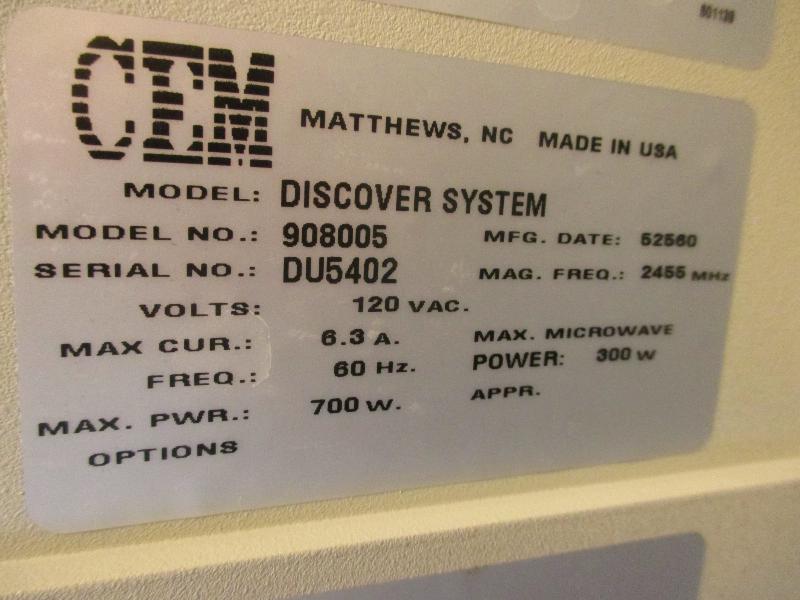 501139
CEM
MATTHEWS, NC MADE IN USA
MODEL: DISCOVER SYSTEM
MODEL NO.: 908005 MFG. DATE: 52560
SERIAL NO.: DU5402 MAG. FREQ.: 2455 MHz
VOLTS: 120 VAC.
MAX CUR.: 6.3 A. MAX. MICROWAVE
FREQ.: 60 Hz. POWER: 300 W
MAX. PWR.: 700 W. APPR.
OPTIONS